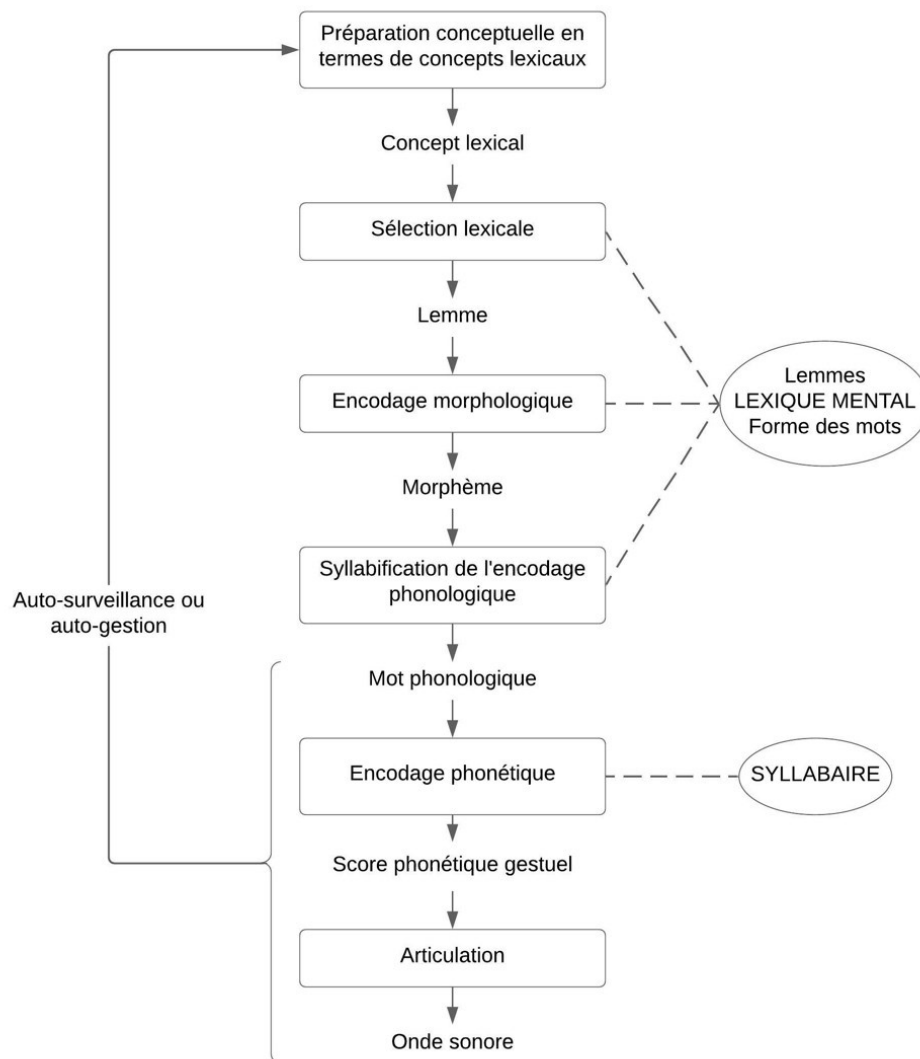 Préparation conceptuelle en
termes de concepts lexicaux
Concept lexical
Sélection lexicale
Lemme
Encodage morphologique
Lemmes
LEXIQUE MENTAL
Forme des mots
Morphème
Syllabification de l'encodage
phonologique
Auto-surveillance ou
auto-gestion
Mot phonologique
Encodage phonétique
SYLLABAIRE
Score phonétique gestuel
Articulation
Onde sonore